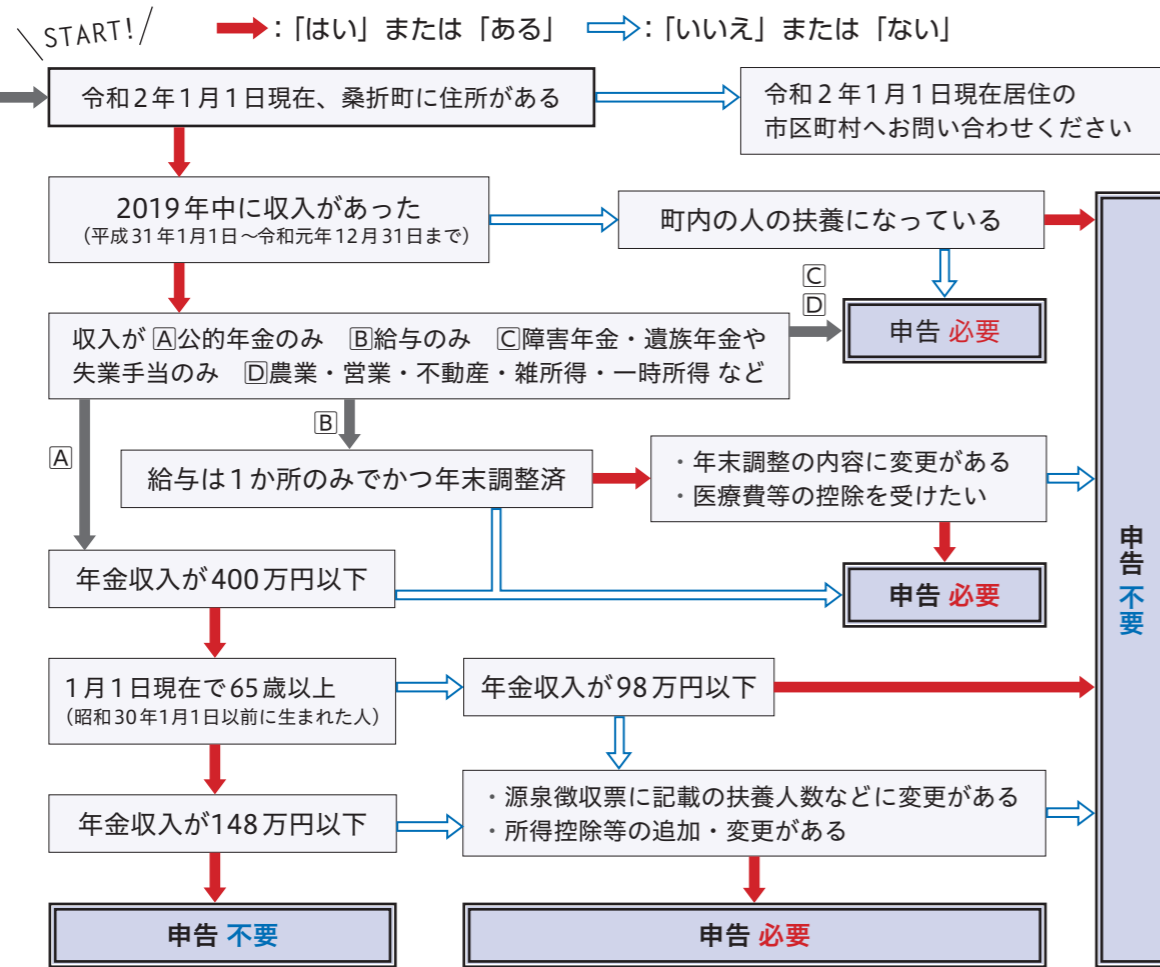 START!
:「はい」または「ある」
:「いいえ」または「ない」
令和2年1月1日現在、桑折町に住所がある
令和2年1月1日現在居住の
市区町村へお問い合わせください
2019年中に収入があった
(平成31年1月1日~令和元年12月31日まで)
町内の人の扶養になっている
収入が A公的年金のみ B給与のみ C障害年金・遺族年金や
失業手当のみ D農業・営業・不動産・雑所得・一時所得 など
C
D
申告 必要
A
B
給与は1か所のみでかつ年末調整済
・年末調整の内容に変更がある
・医療費等の控除を受けたい
年金収入が400万円以下
申告 必要
申告 不要
1月1日現在で65歳以上
(昭和30年1月1日以前に生まれた人)
年金収入が98万円以下
年金収入が148万円以下
・源泉徴収票に記載の扶養人数などに変更がある
・所得控除等の追加・変更がある
申告 不要
申告 必要